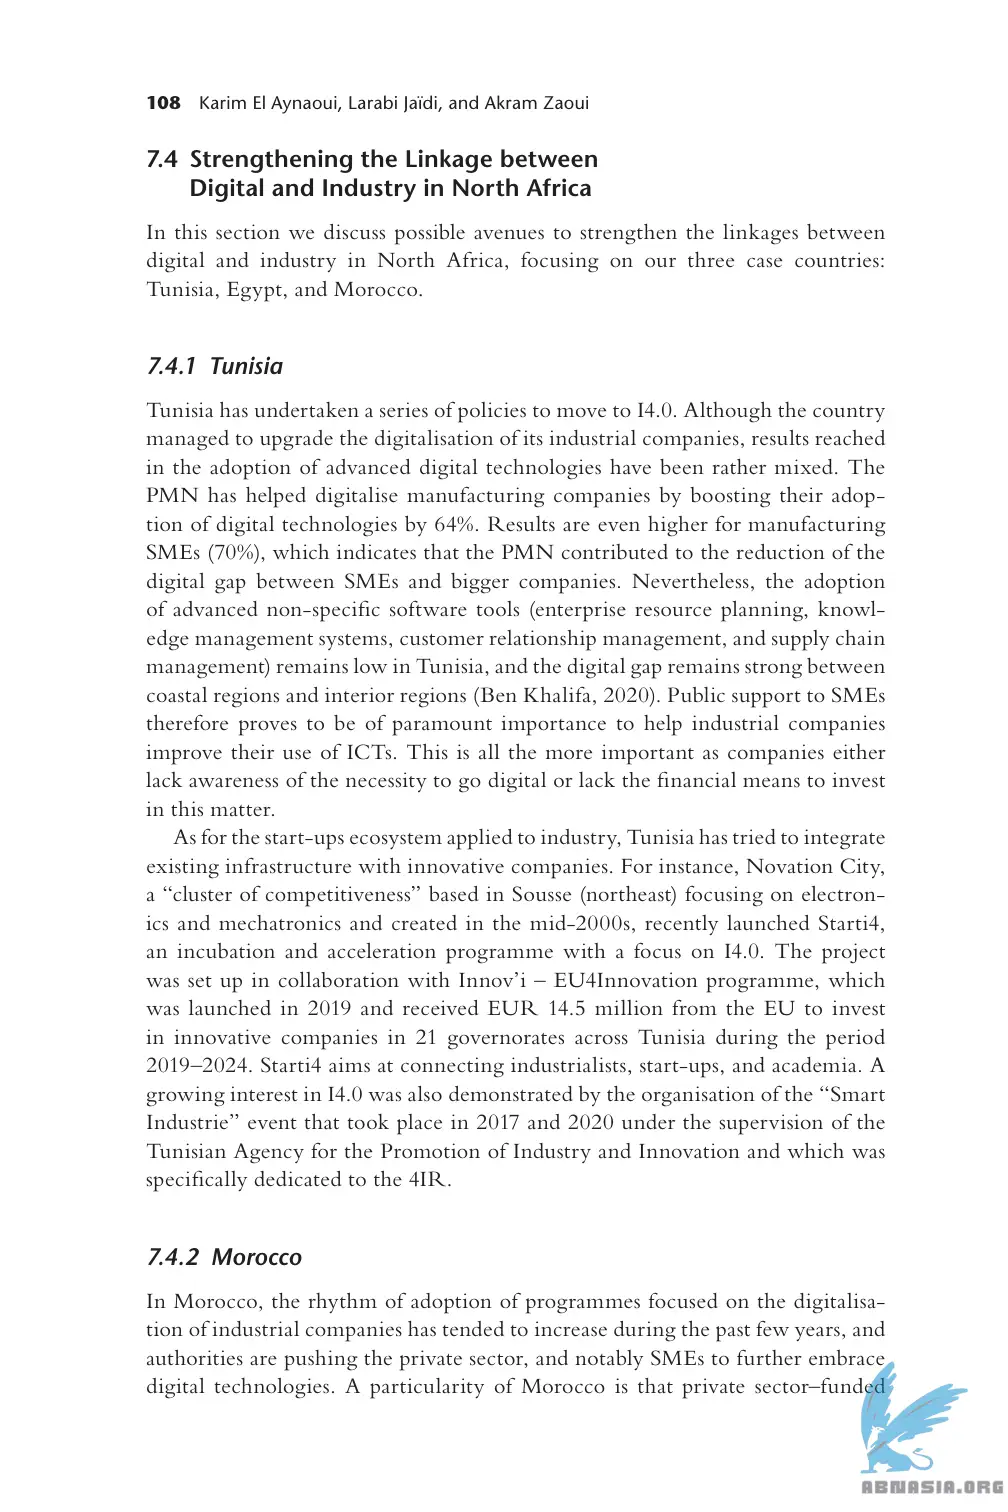 108 Karim El Aynaoui, Larabi Jaïdi, and Akram Zaoui
7.4 Strengthening the Linkage between
Digital and Industry in North Africa
In this section we discuss possible avenues to strengthen the linkages between
digital and industry in North Africa, focusing on our three case countries:
Tunisia, Egypt, and Morocco.
7.4.1 Tunisia
Tunisia has undertaken a series of policies to move to I4.0. Although the country
managed to upgrade the digitalisation of its industrial companies, results reached
in the adoption of advanced digital technologies have been rather mixed. The
PMN has helped digitalise manufacturing companies by boosting their adop-
tion of digital technologies by 64%. Results are even higher for manufacturing
SMEs (70%), which indicates that the PMN contributed to the reduction of the
digital gap between SMEs and bigger companies. Nevertheless, the adoption
of advanced non-specific software tools (enterprise resource planning, knowl-
edge management systems, customer relationship management, and supply chain
management) remains low in Tunisia, and the digital gap remains strong between
coastal regions and interior regions (Ben Khalifa, 2020). Public support to SMEs
therefore proves to be of paramount importance to help industrial companies
improve their use of ICTs. This is all the more important as companies either
lack awareness of the necessity to go digital or lack the financial means to invest
in this matter.
As for the start-ups ecosystem applied to industry, Tunisia has tried to integrate
existing infrastructure with innovative companies. For instance, Novation City,
a “cluster of competitiveness” based in Sousse (northeast) focusing on electron-
ics and mechatronics and created in the mid-2000s, recently launched Starti4,
an incubation and acceleration programme with a focus on I4.0. The project
was set up in collaboration with Innov’i – EU4Innovation programme, which
was launched in 2019 and received EUR 14.5 million from the EU to invest
in innovative companies in 21 governorates across Tunisia during the period
2019–2024. Starti4 aims at connecting industrialists, start-ups, and academia. A
growing interest in I4.0 was also demonstrated by the organisation of the “Smart
Industrie” event that took place in 2017 and 2020 under the supervision of the
Tunisian Agency for the Promotion of Industry and Innovation and which was
specifically dedicated to the 4IR.
7.4.2 Morocco
In Morocco, the rhythm of adoption of programmes focused on the digitalisa-
tion of industrial companies has tended to increase during the past few years, and
authorities are pushing the private sector, and notably SMEs to further embrace
digital technologies. A particularity of Morocco is that private sector–funded
ABNASIA.ORG